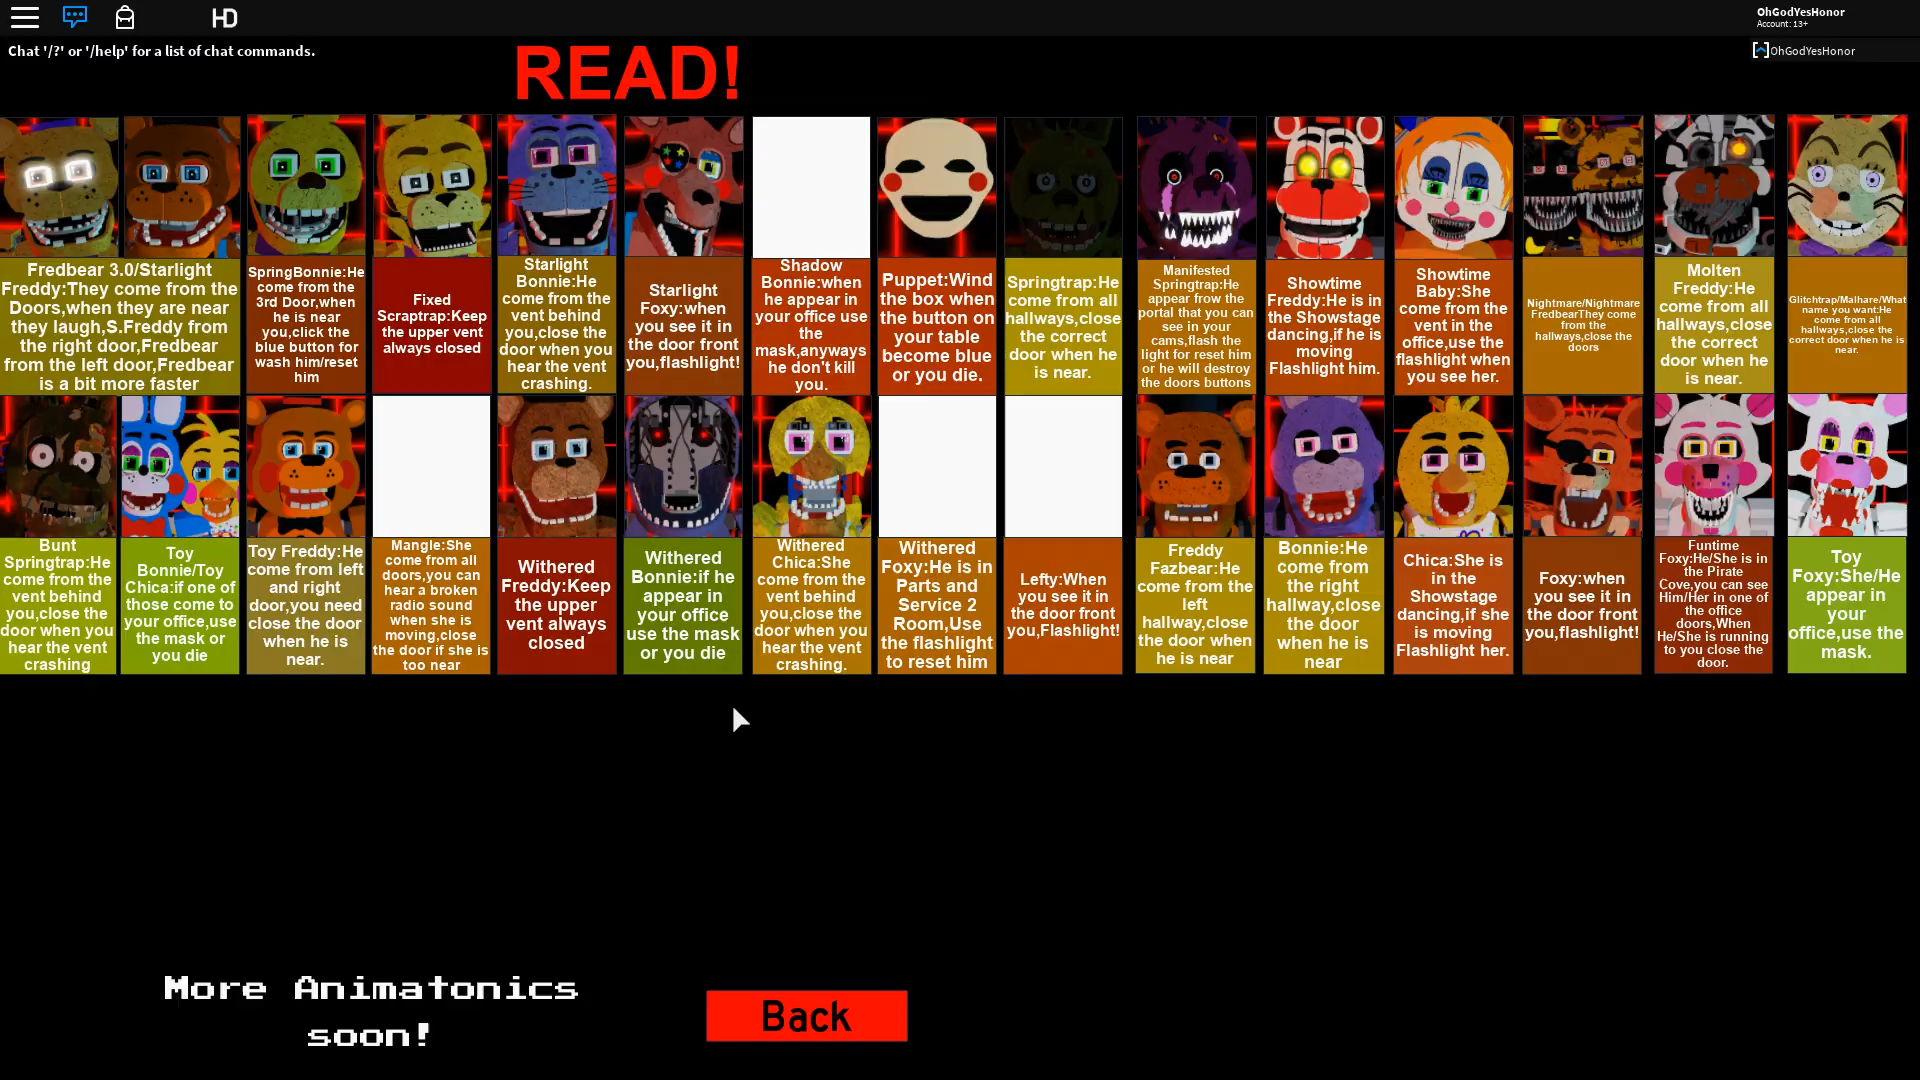 HD
OhGodYesHonor
Account: 13+
Chat '/?' or '/help' for a list of chat commands.
OhGodYesHonor
READ!
Fredbear 3.0/Starlight
Freddy:They come from the
Doors,when they are near
they laugh,S.Freddy from
the right door,Fredbear
from the left door,Fredbear
is a bit more faster
SpringBonnie:He
come from the
3rd Door,when
he is near
you,click the
blue button for
wash him/reset
him
Fixed
Scraptrap:Keep
the upper vent
always closed
Starlight
Bonnie:He
come from the
vent behind
you,close the
door when you
hear the vent
crashing.
Starlight
Foxy:when
you see it in
the door front
you,flashlight!
Shadow
Bonnie:when
he appear in
your office use
the
mask,anyways
he don't kill
you.
Puppet:Wind
the box when
the button on
your table
become blue
or you die.
Springtrap:He
come from all
hallways,close
the correct
door when he
is near.
Manifested
Springtrap:He
appear frow the
portal that you can
see in your
cams,flash the
light for reset him
or he will destroy
the doors buttons
Showtime
Freddy:He is in
the Showstage
dancing,if he is
moving
Flashlight him.
Showtime
Baby:She
come from the
vent in the
office,use the
flashlight when
you see her.
Nightmare/Nightmare
FredbearThey come
from the
hallways,close the
doors
Molten
Freddy:He
come from all
hallways,close
the correct
door when he
is near.
Glitchtrap/Malhare/What
name you want:He
come from all
hallways,close the
correct door when he is
near.
Bunt
Springtrap:He
come from the
vent behind
you,close the
door when you
hear the vent
crashing
Toy
Bonnie/Toy
Chica:if one of
those come to
your office,use
the mask or
you die
Toy Freddy:He
come from left
and right
door,you need
close the door
when he is
near.
Mangle:She
come from all
doors,you can
hear a broken
radio sound
when she is
moving,close
the door if she is
too near
Withered
Freddy:Keep
the upper
vent always
closed
Withered
Bonnie:if he
appear in
your office
use the mask
or you die
Withered
Chica:She
come from the
vent behind
you,close the
door when you
hear the vent
crashing.
Withered
Foxy:He is in
Parts and
Service 2
Room,Use
the flashlight
to reset him
Lefty:When
you see it in
the door front
you,Flashlight!
Freddy
Fazbear:He
come from the
left
hallway,close
the door when
he is near
Bonnie:He
come from
the right
hallway,close
the door
when he is
near
Chica:She is
in the
Showstage
dancing,if she
is moving
Flashlight her.
Foxy:when
you see it in
the door front
you,flashlight!
Funtime
Foxy:He/She is in
the Pirate
Cove,you can see
Him/Her in one of
the office
doors,When
He/She is running
to you close the
door.
Toy
Foxy:She/He
appear in
your
office,use the
mask.
More Animatonics
soon!
Back